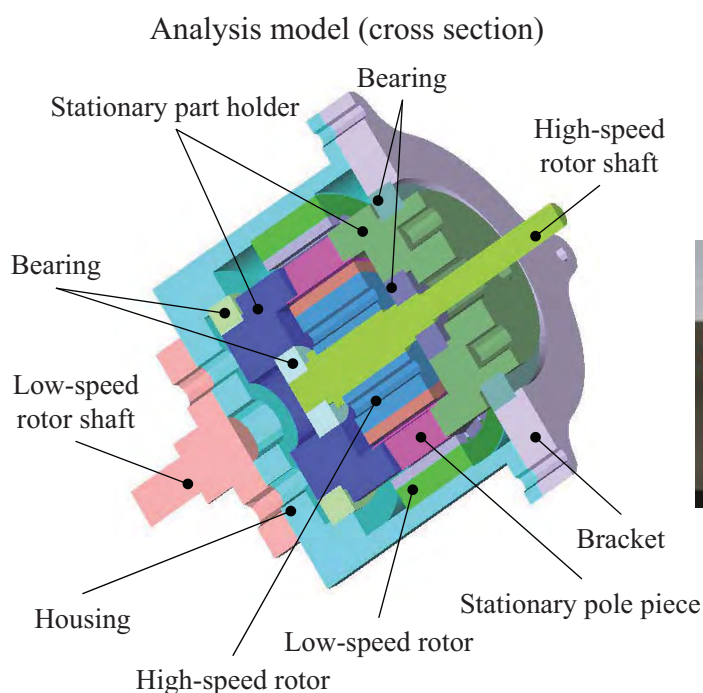 Analysis model (cross section)
Bearing
Stationary part holder
High-speed
rotor shaft
Bearing
Low-speed
rotor shaft
Bracket
Stationary pole piece
Housing
Low-speed rotor
High-speed rotor